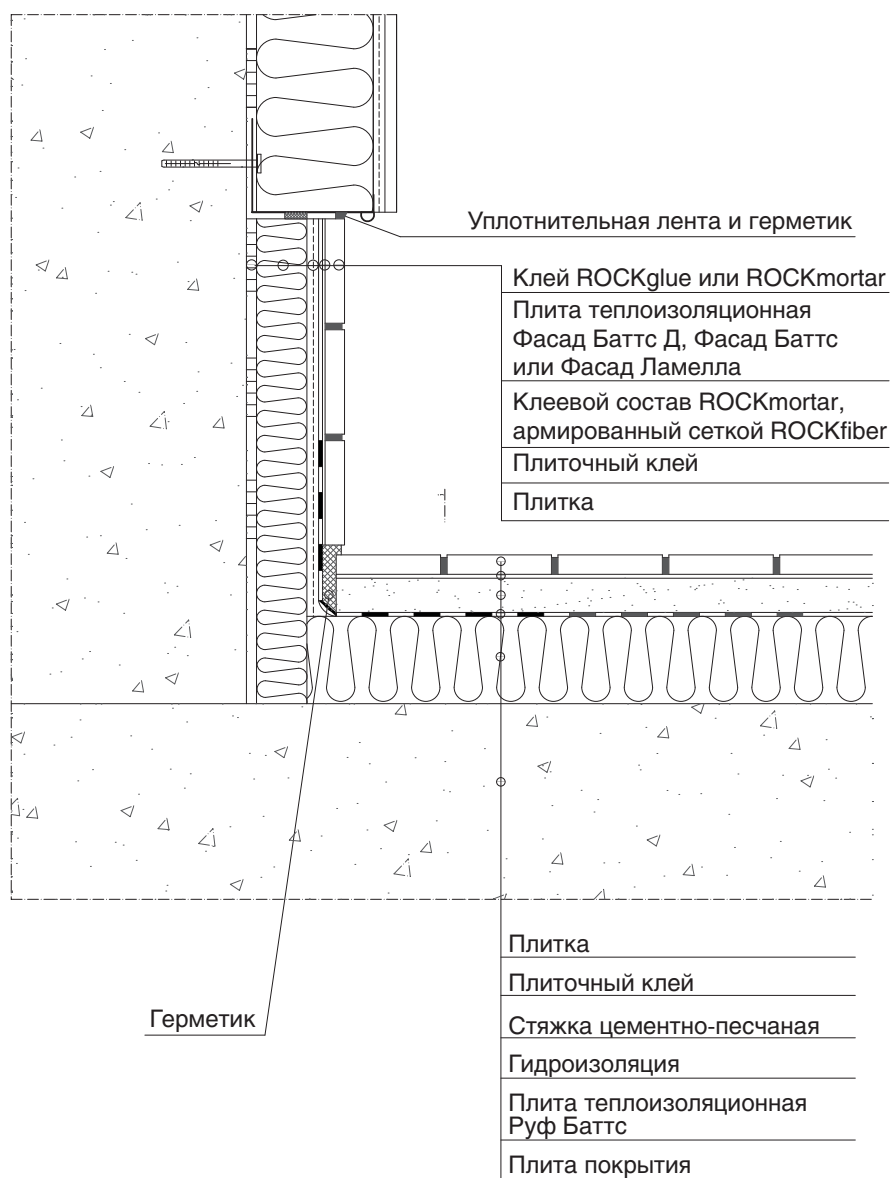 Уплотнительная лента и герметик
Клей ROCKglue или ROCKmortar
Плита теплоизоляционная
Фасад Баттс Д, Фасад Баттс
или Фасад Ламелла
Клеевой состав ROCKmortar,
армированный сеткой ROCKfiber
Плиточный клей
Плитка
Герметик
Плитка
Плиточный клей
Стяжка цементно-песчаная
Гидроизоляция
Плита теплоизоляционная
Руф Баттс
Плита покрытия